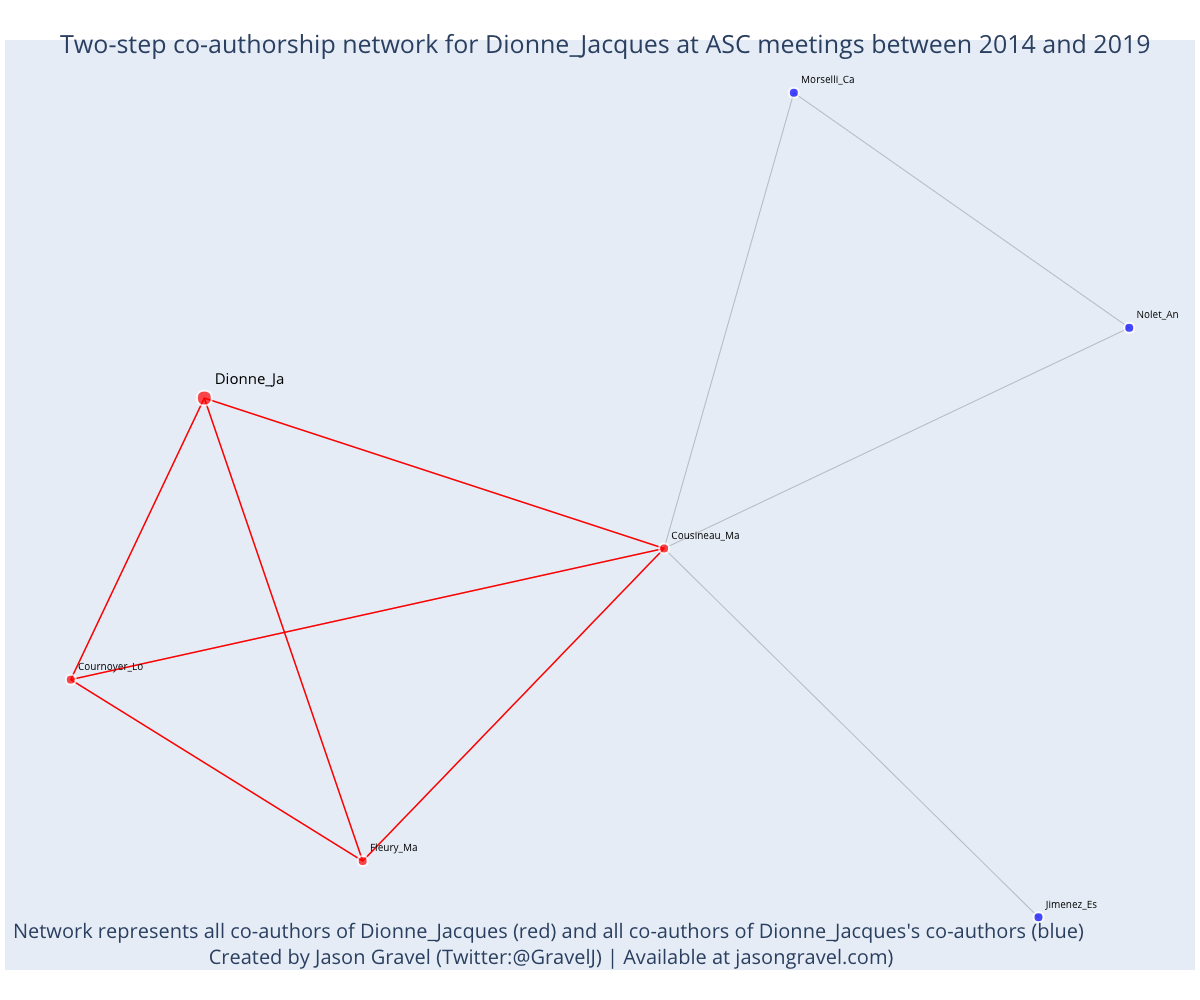 Two-step co-authorship network for Dionne_Jacques at ASC meetings between 2014 and 2019
Morselli_Ca
Nolet_An
Dionne_Ja
Cousineau_Ma
Cournoyer_Lo
Fleury_Ma
Jimenez_Es
Network represents all co-authors of Dionne_Jacques (red) and all co-authors of Dionne_Jacques's co-authors (blue)
Created by Jason Gravel (Twitter:@GravelJ) | Available at jasongravel.com)